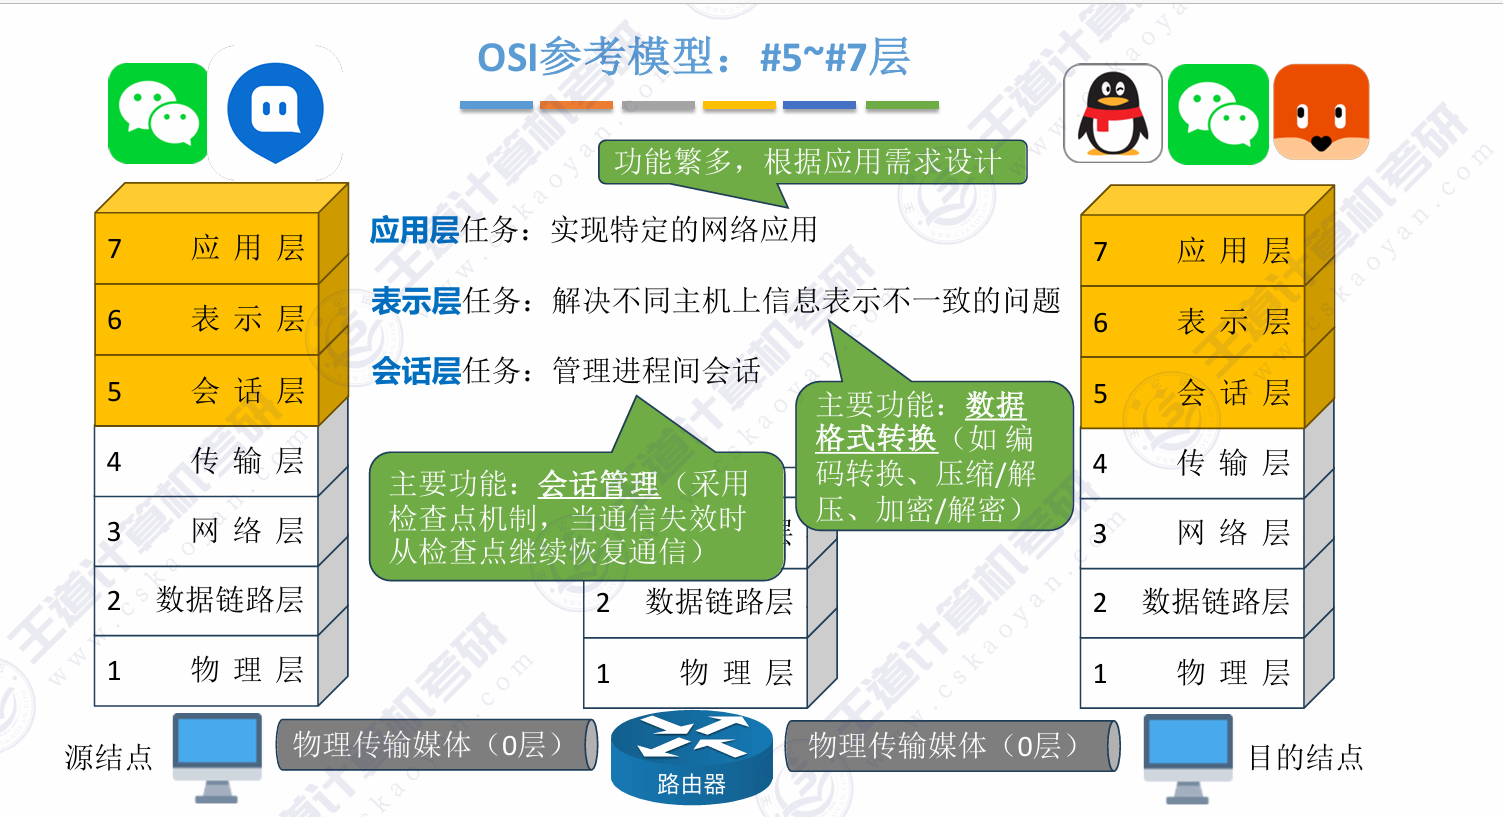 OSI参考模型：#5~#7层
功能繁多，根据应用需求设计
应用层任务：实现特定的网络应用
表示层任务：解决不同主机上信息表示不一致的问题
会话层任务：管理进程间会话
主要功能：数据
格式转换（如 编
码转换、压缩/解
压、加密/解密）
主要功能：会话管理（采用
检查点机制，当通信失效时
从检查点继续恢复通信）
7 应用层
6 表示层
5 会话层
4 传输层
3 网络层
2 数据链路层
1 物理层
层
2 数据链路层
1 物理层
7 应用层
6 表示层
5 会话层
4 传输层
3 网络层
2 数据链路层
1 物理层
源结点
物理传输媒体（0层）
路由器
物理传输媒体（0层）
目的结点
王道计算机考研
www.cskaoyan.com